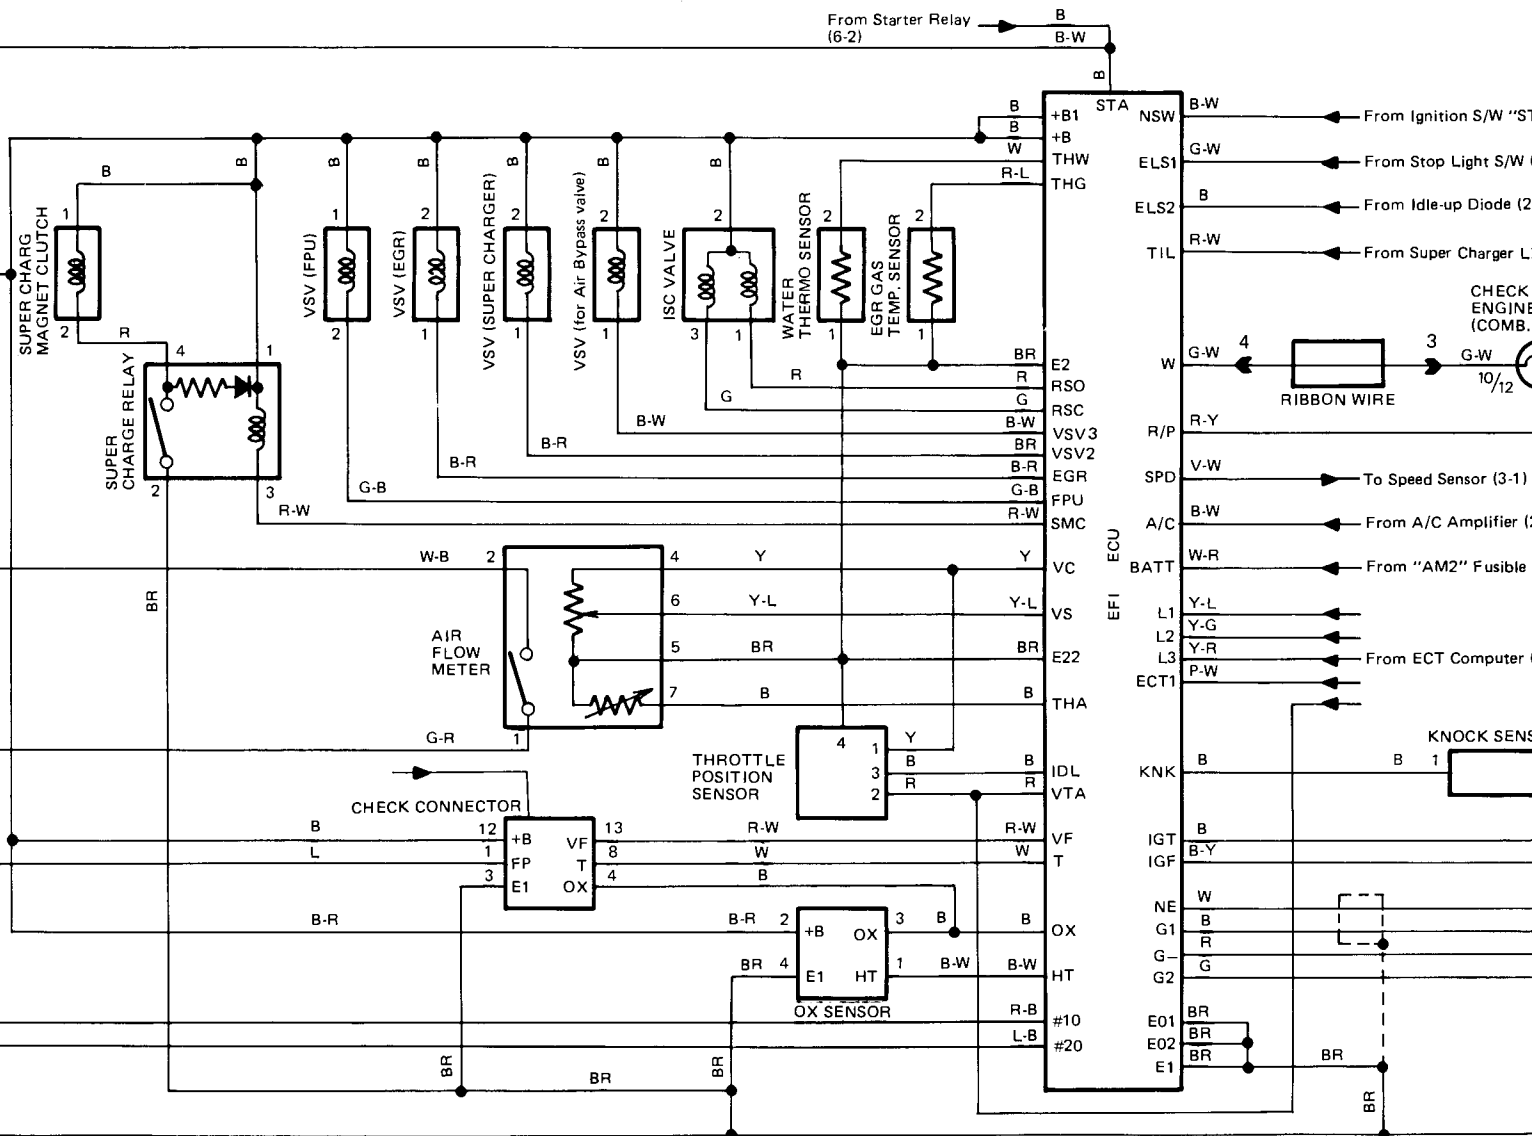 From Starter Relay
(6-2)
B
B-W
B
STA
B
+B1
B
+B
W
THW
R-L
THG
NSW
B-W
From Ignition S/W "ST
ELS1
G-W
From Stop Light S/W (
ELS2
B
From Idle-up Diode (2
TIL
R-W
From Super Charger L
B
B
B
B
B
B
B
SUPER CHARG
MAGNET CLUTCH
1
2
R
VSV (FPU)
1
2
VSV (EGR)
2
1
VSV (SUPER CHARGER)
2
1
VSV (for Air Bypass valve)
2
1
ISC VALVE
2
3
1
WATER
THERMO SENSOR
2
1
EGR GAS
TEMP. SENSOR
2
1
CHECK
ENGINE
(COMB.
W
G-W
4
RIBBON WIRE
3
G-W
10/12
SUPER
CHARGE RELAY
4
1
2
3
BR
E2
R
R
RSO
G
G
RSC
B-W
B-W
VSV3
B-R
BR
VSV2
B-R
B-R
EGR
G-B
G-B
FPU
R-W
R-W
SMC
R/P
R-Y
SPD
V-W
To Speed Sensor (3-1)
A/C
B-W
From A/C Amplifier (2
BATT
W-R
From "AM2" Fusible
L1
Y-L
L2
Y-G
L3
Y-R
From ECT Computer (
ECT1
P-W
EFI ECU
BR
W-B
2
4
Y
Y
VC
6
Y-L
Y-L
VS
5
BR
BR
E22
7
B
B
THA
AIR
FLOW
METER
G-R
1
THROTTLE
POSITION
SENSOR
4
1
Y
3
B
B
IDL
2
R
R
VTA
KNOCK SENS
KNK
B
B
1
CHECK CONNECTOR
B
12
+B
VF
13
R-W
R-W
VF
L
1
FP
T
8
W
W
T
3
E1
OX
4
B
IGT
B
IGF
B-Y
B-R
B-R
2
+B
OX
3
B
B
OX
BR
4
E1
HT
1
B-W
B-W
HT
OX SENSOR
NE
W
G1
B
G−
R
G2
G
R-B
#10
L-B
#20
E01
BR
E02
BR
E1
BR
BR
BR
BR
BR
BR